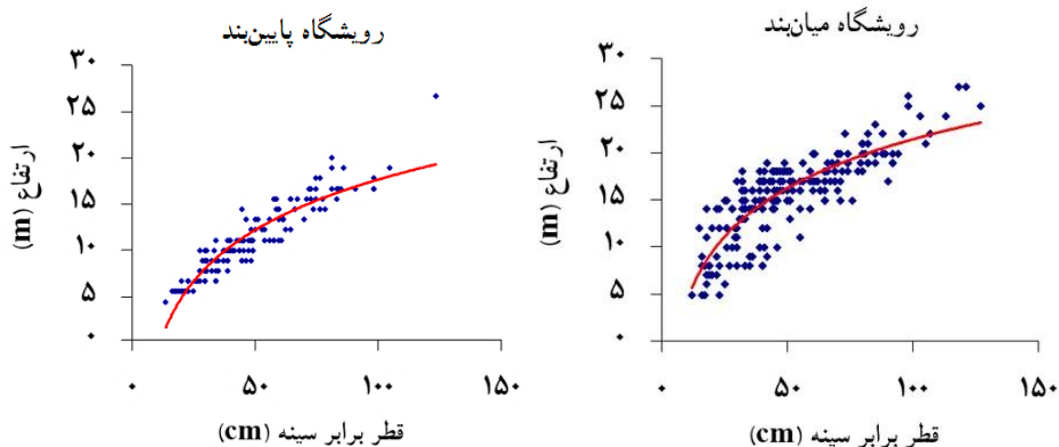 رویشگاه میان‌بند
۳۰
۲۵
۲۰
۱۵
۱۰
۵
۰
ارتفاع (m)
۰ ۵۰ ۱۰۰ ۱۵۰
قطر برابر سینه (cm)
رویشگاه پایین‌بند
۳۰
۲۵
۲۰
۱۵
۱۰
۵
۰
ارتفاع (m)
۰ ۵۰ ۱۰۰ ۱۵۰
قطر برابر سینه (cm)